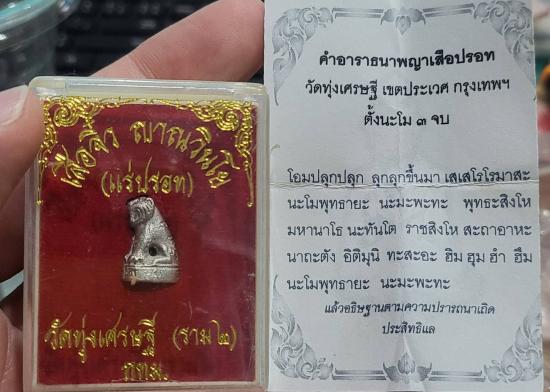 เสือจิ๋ว ญาณวินโย
(แร่ปรอท)
วัดทุ่งเศรษฐี (ราม๒)
กทม.
คำอาราธนาพญาเสือปรอท
วัดทุ่งเศรษฐี เขตประเวศ กรุงเทพฯ
ตั้งนะโม ๓ จบ
โอมปลุกปลุก ลุกลุกขึ้นมา เสเสโรโรมาสะ
นะโมพุทธายะ นะมะพะทะ พุทธะสิงโห
มหานาโธ นะทันโต ราชสิงโห สะถาอาหะ
นาถะตัง อิติมุนิ ทะสะอะ ฮิม ฮุม ฮำ ฮึม
นะโมพุทธายะ นะมะพะทะ
แล้วอธิษฐานตามความปรารถนาเถิด
ประสิทธิแล